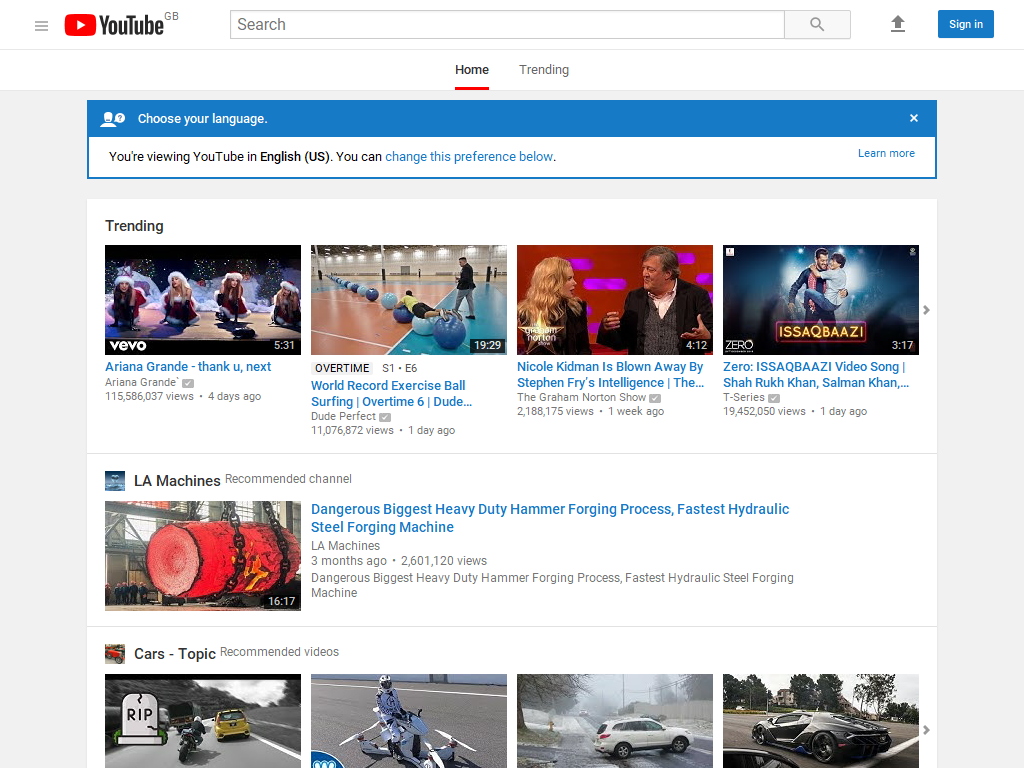 YouTube GB
Search
Sign in
Home
Trending
Choose your language.
×
You're viewing YouTube in English (US). You can change this preference below.
Learn more
Trending
vevo
5:31
Ariana Grande - thank u, next
Ariana Grande`
115,586,037 views • 4 days ago
19:29
OVERTIME S1 • E6
World Record Exercise Ball
Surfing | Overtime 6 | Dude...
Dude Perfect
11,076,872 views • 1 day ago
graham
norton
show
4:12
Nicole Kidman Is Blown Away By
Stephen Fry's Intelligence | The...
The Graham Norton Show
2,188,175 views • 1 week ago
ISSAQBAAZI
ZERO
3:17
Zero: ISSAQBAAZI Video Song |
Shah Rukh Khan, Salman Khan,...
T-Series
19,452,050 views • 1 day ago
LA Machines Recommended channel
16:17
Dangerous Biggest Heavy Duty Hammer Forging Process, Fastest Hydraulic
Steel Forging Machine
LA Machines
3 months ago • 2,601,120 views
Dangerous Biggest Heavy Duty Hammer Forging Process, Fastest Hydraulic Steel Forging
Machine
Cars - Topic Recommended videos
RIP